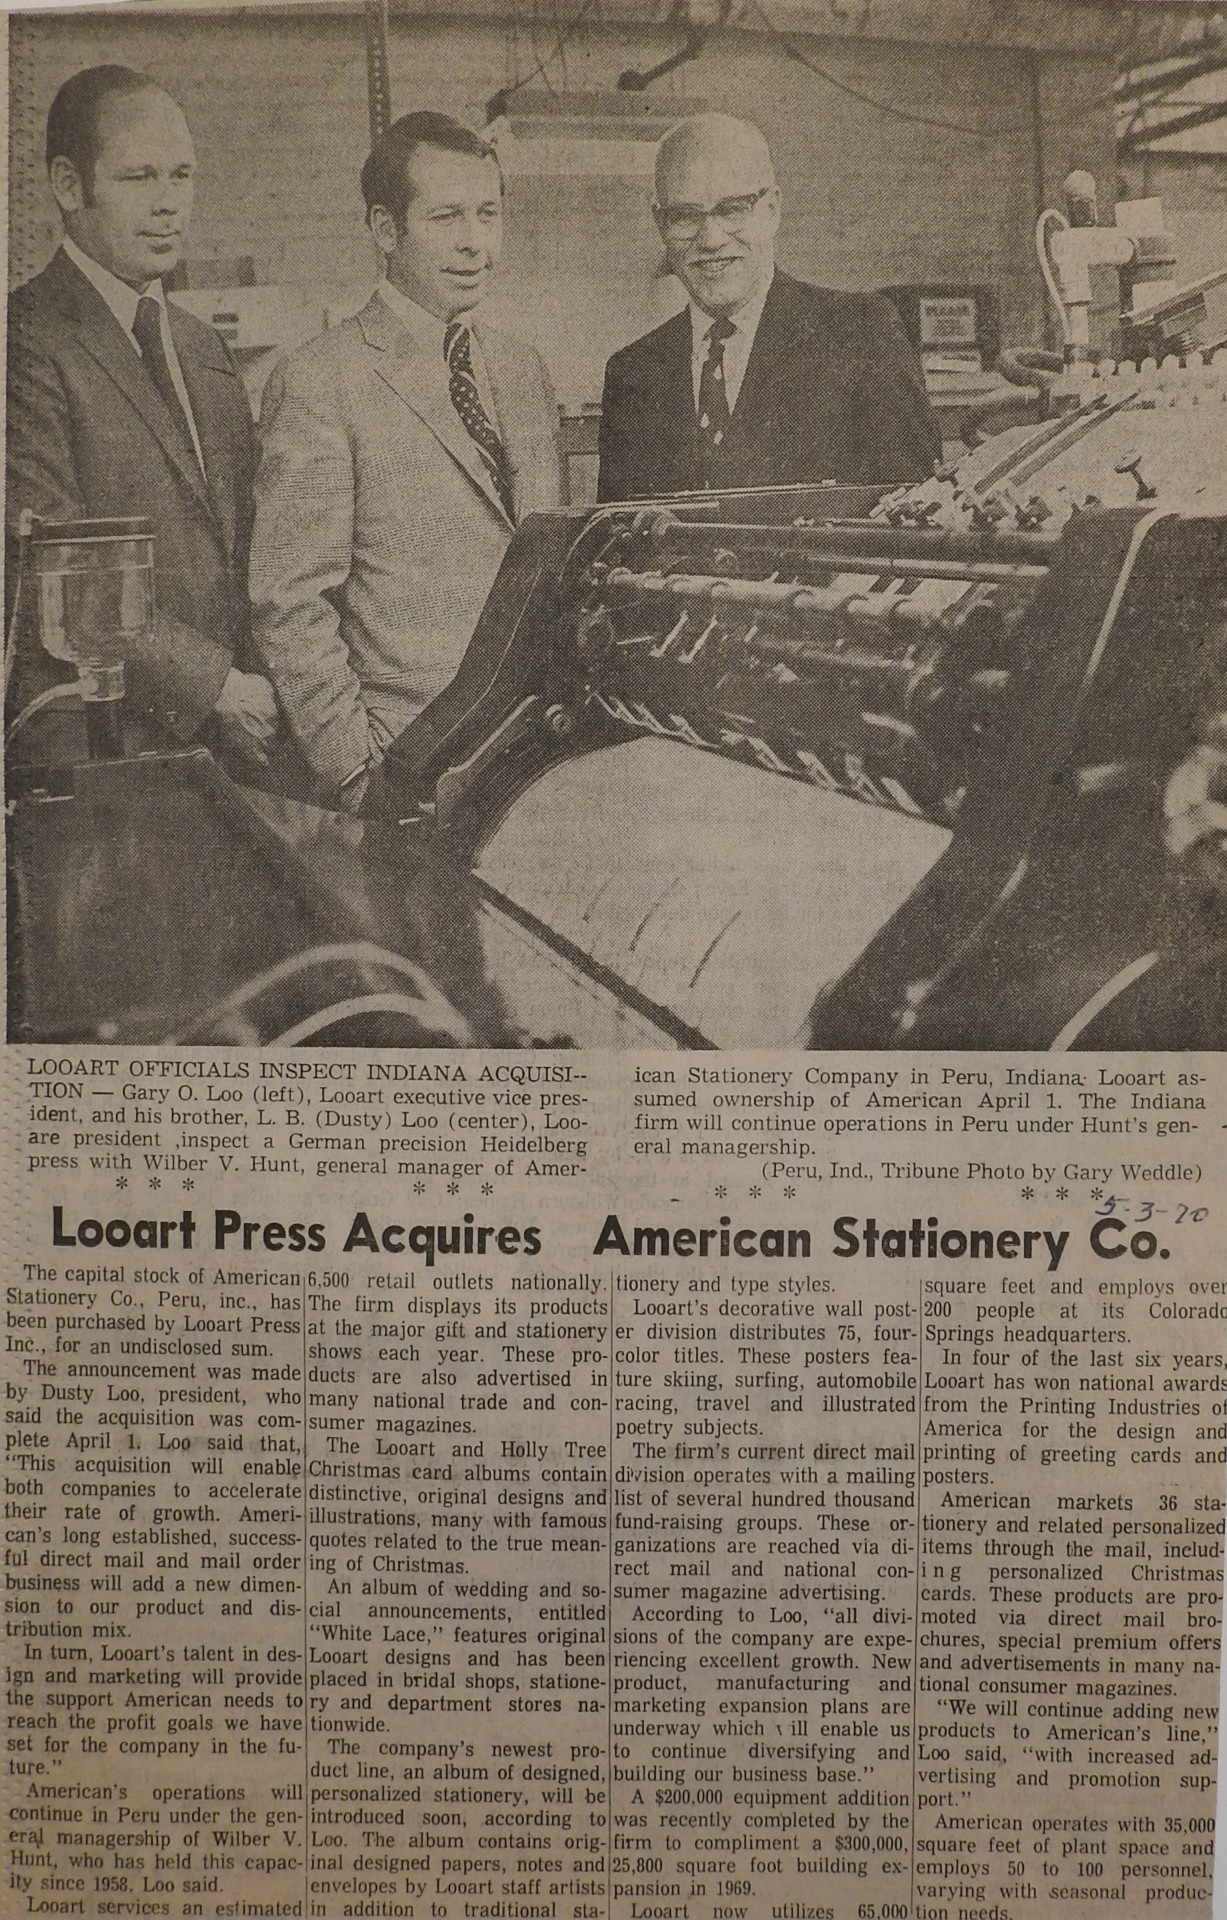 LOOART OFFICIALS INSPECT INDIANA ACQUISI--
TION — Gary O. Loo (left), Looart executive vice pres-
ident, and his brother, L. B. (Dusty) Loo (center), Loo-
are president ,inspect a German precision Heidelberg
press with Wilber V. Hunt, general manager of Amer-
* * * * * *
ican Stationery Company in Peru, Indiana. Looart as-
sumed ownership of American April 1. The Indiana
firm will continue operations in Peru under Hunt's gen-
eral managership.
(Peru, Ind., Tribune Photo by Gary Weddle)
* * * * * *
5-3-70
Looart Press Acquires American Stationery Co.
The capital stock of American
Stationery Co., Peru, inc., has
been purchased by Looart Press
Inc., for an undisclosed sum.
The announcement was made
by Dusty Loo, president, who
said the acquisition was com-
plete April 1. Loo said that,
"This acquisition will enable
both companies to accelerate
their rate of growth. Ameri-
can's long established, success-
ful direct mail and mail order
business will add a new dimen-
sion to our product and dis-
tribution mix.
In turn, Looart's talent in des-
ign and marketing will provide
the support American needs to
reach the profit goals we have
set for the company in the fu-
ture."
American's operations will
continue in Peru under the gen-
eral managership of Wilber V.
Hunt, who has held this capac-
ity since 1958, Loo said.
Looart services an estimated
6,500 retail outlets nationally.
The firm displays its products
at the major gift and stationery
shows each year. These pro-
ducts are also advertised in
many national trade and con-
sumer magazines.
The Looart and Holly Tree
Christmas card albums contain
distinctive, original designs and
illustrations, many with famous
quotes related to the true mean-
ing of Christmas.
An album of wedding and so-
cial announcements, entitled
"White Lace," features original
Looart designs and has been
placed in bridal shops, statione-
ry and department stores na-
tionwide.
The company's newest pro-
duct line, an album of designed,
personalized stationery, will be
introduced soon, according to
Loo. The album contains orig-
inal designed papers, notes and
envelopes by Looart staff artists
in addition to traditional sta-
tionery and type styles.
Looart's decorative wall post-
er division distributes 75, four-
color titles. These posters fea-
ture skiing, surfing, automobile
racing, travel and illustrated
poetry subjects.
The firm's current direct mail
division operates with a mailing
list of several hundred thousand
fund-raising groups. These or-
ganizations are reached via di-
rect mail and national con-
sumer magazine advertising.
According to Loo, "all divi-
sions of the company are expe-
riencing excellent growth. New
product, manufacturing and
marketing expansion plans are
underway which will enable us
to continue diversifying and
building our business base."
A $200,000 equipment addition
was recently completed by the
firm to compliment a $300,000,
25,800 square foot building ex-
pansion in 1969.
Looart now utilizes 65,000
square feet and employs over
200 people at its Colorado
Springs headquarters.
In four of the last six years,
Looart has won national awards
from the Printing Industries of
America for the design and
printing of greeting cards and
posters.
American markets 36 sta-
tionery and related personalized
items through the mail, includ-
ing personalized Christmas
cards. These products are pro-
moted via direct mail bro-
chures, special premium offers
and advertisements in many na-
tional consumer magazines.
"We will continue adding new
products to American's line,"
Loo said, "with increased ad-
vertising and promotion sup-
port."
American operates with 35,000
square feet of plant space and
employs 50 to 100 personnel,
varying with seasonal produc-
tion needs.